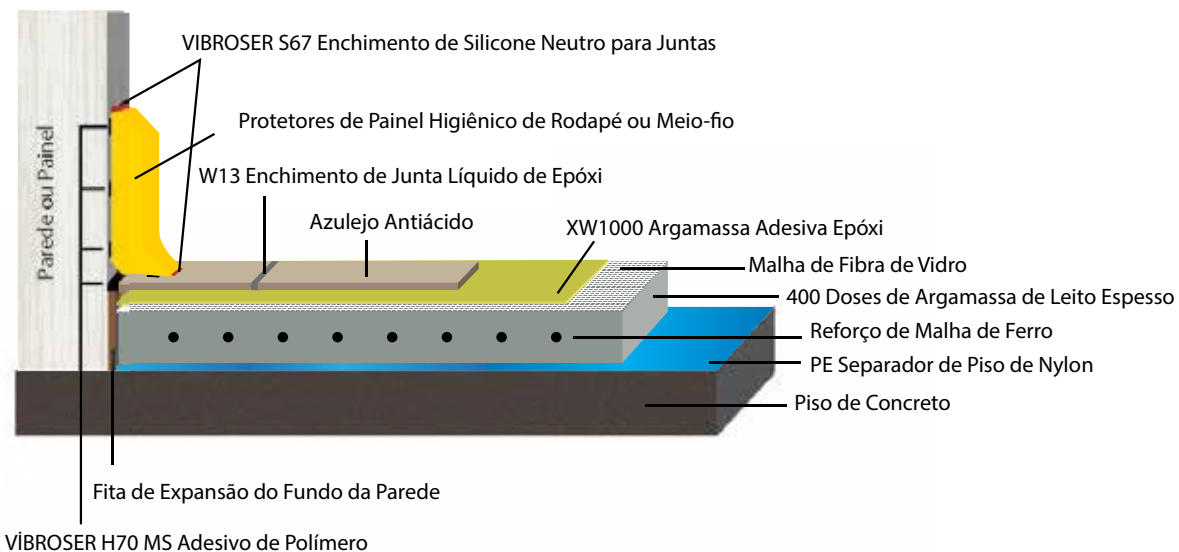 VIBROSER S67 Enchimento de Silicone Neutro para Juntas
Protetores de Painel Higiênico de Rodapé ou Meio-fio
W13 Enchimento de Junta Líquido de Epóxi
Azulejo Antiácido
XW1000 Argamassa Adesiva Epóxi
Parede ou Painel
Malha de Fibra de Vidro
400 Doses de Argamassa de Leito Espesso
Reforço de Malha de Ferro
PE Separador de Piso de Nylon
Piso de Concreto
Fita de Expansão do Fundo da Parede
VİBROSER H70 MS Adesivo de Polímero